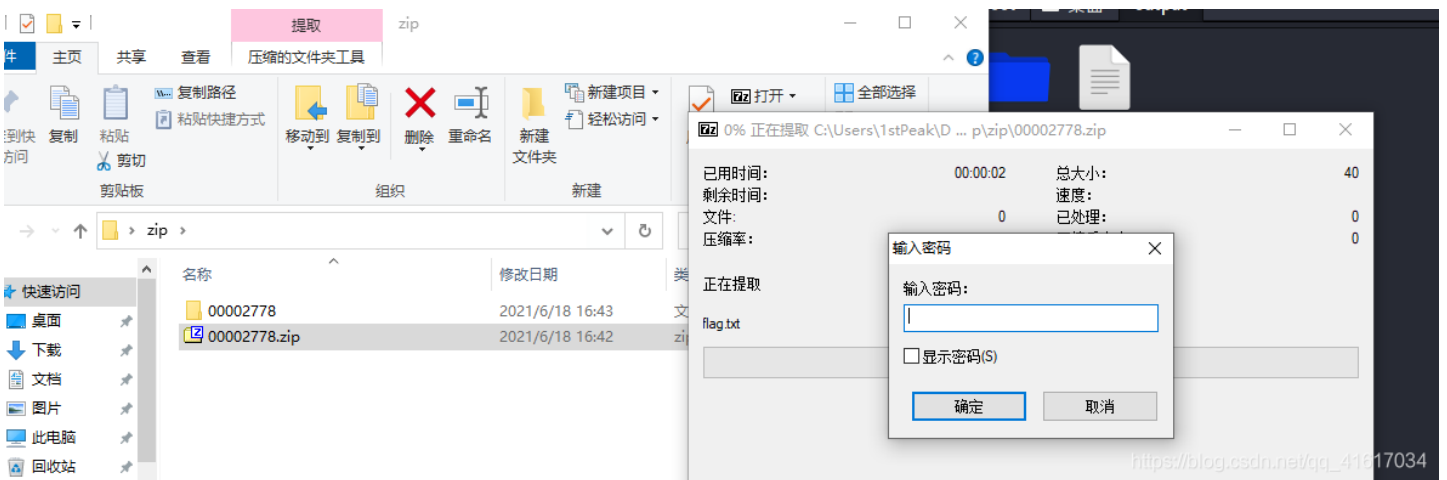 提取
zip
主页 共享 查看 压缩的文件夹工具
复制
粘贴
复制路径
粘贴快捷方式
剪切
移动到 复制到
删除 重命名
新建
文件夹
新建项目
轻松访问
打开
全部选择
剪贴板
组织
新建
zip
名称
修改日期
00002778
2021/6/18 16:43
00002778.zip
2021/6/18 16:42
快速访问
桌面
下载
文档
图片
此电脑
回收站
0% 正在提取 C:\Users\1stPeak\D ... p\zip\00002778.zip
已用时间: 00:00:02
总大小: 40
剩余时间:
速度:
文件: 0
已处理: 0
压缩率:
0
正在提取
flag.txt
输入密码
输入密码:
显示密码(S)
确定
取消
https://blog.csdn.net/qq_41617034